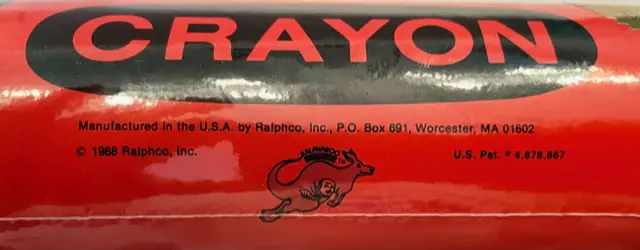 CRAYON
Manufactured in the U.S.A. by Ralphco, Inc., P.O. Box 691, Worcester, MA 01602
© 1988 Ralphco, Inc.
U.S. Pat. # 4,878,867